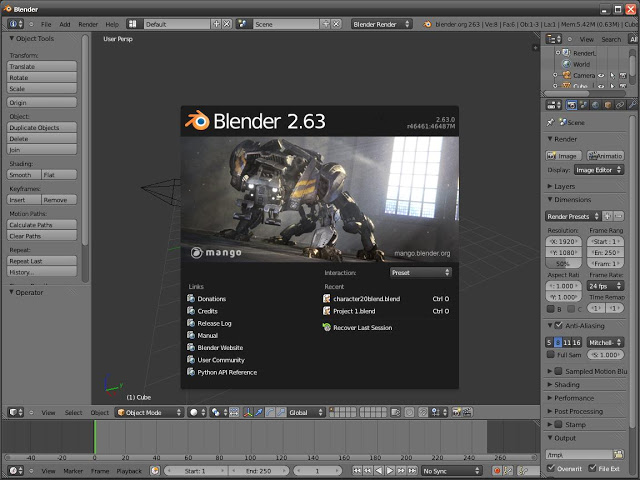 Blender
File Add Render Help
Default
Scene
Blender Render
blender.org 263 | Ve:8 | Fa:6 | Ob:1-3 | La:1 | Mem:5.42M (0.63M) | Cube
Object Tools
Transform:
Translate
Rotate
Scale
Origin
Object:
Duplicate Objects
Delete
Join
Shading:
Smooth Flat
Keyframes:
Insert Remove
Motion Paths:
Calculate Paths
Clear Paths
Repeat:
Repeat Last
History...
Operator
User Persp
Blender 2.63
2.63.0
r46461:46487M
mango
mango.blender.org
Interaction: Preset
Links
Donations
Credits
Release Log
Manual
Blender Website
User Community
Python API Reference
Recent
character20blend.blend Ctrl O
Project 1.blend Ctrl O
Recover Last Session
(1) Cube
View Select Object
Object Mode
Global
View Search All
RenderL
World
Camera
Cube
Scene
Render
Image Animatio
Display: Image Editor
Layers
Dimensions
Render Presets
Resolution: Frame Rang
X: 1920 Start: 1
Y: 1080 End: 250
50% Fram: 1
Aspect Rati Frame Rate:
X: 1.000 24 fps
Y: 1.000 Time Remap
B C
Anti-Aliasing
5 8 11 16 Mitchell-
Full Sam S: 1.000
Sampled Motion Blu
Shading
Performance
Post Processing
Stamp
Output
/tmp\
Overwrit File Ext
-40 -20 0 20 40 60 80 100 120 140 160 180 200 220 240 260 280
View Marker Frame Playback
Start: 1
End: 250
1
No Sync